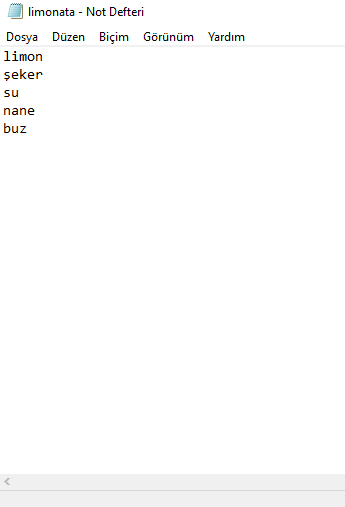 limonata - Not Defteri
Dosya Düzen Biçim Görünüm Yardım
limon
şeker
su
nane
buz